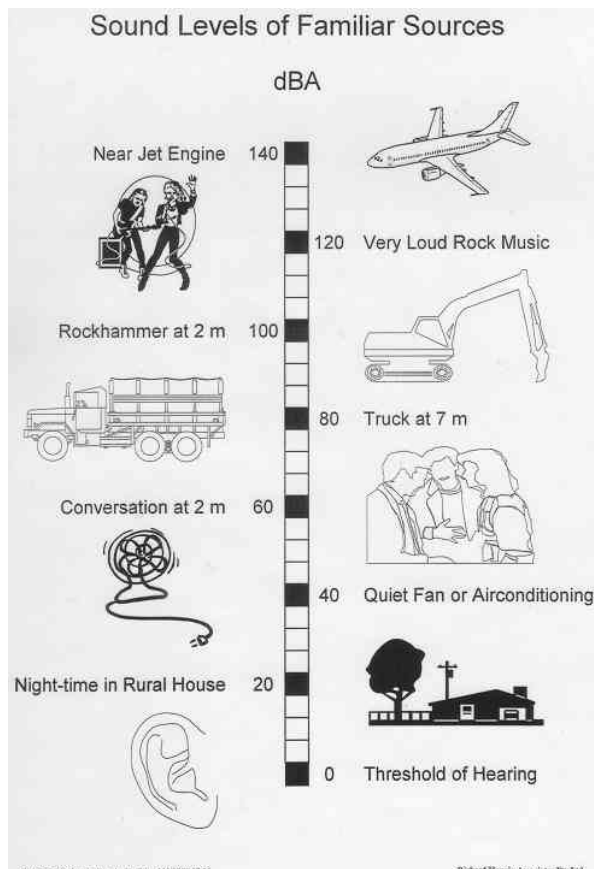 Sound Levels of Familiar Sources
dBA
Near Jet Engine 140
120 Very Loud Rock Music
Rockhammer at 2 m 100
80 Truck at 7 m
Conversation at 2 m 60
40 Quiet Fan or Airconditioning
Night-time in Rural House 20
0 Threshold of Hearing